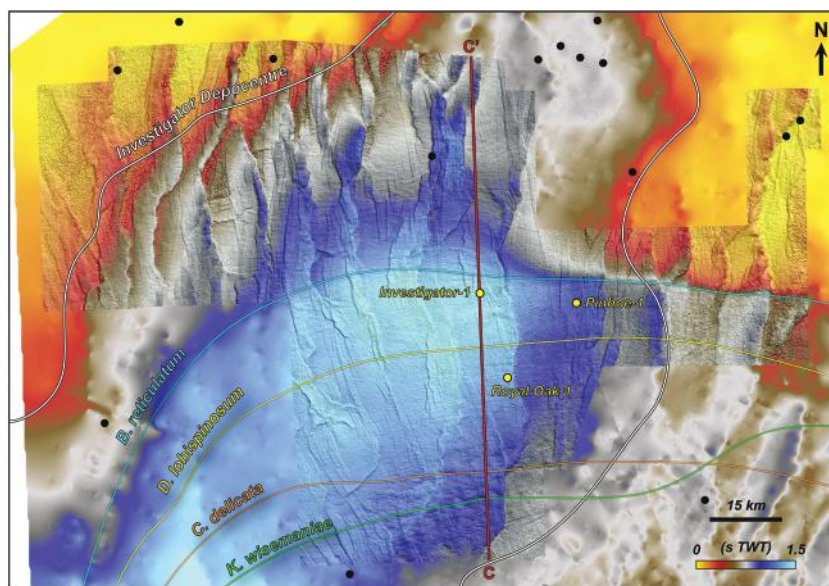 C'
N
Investigator Depocentre
Investigator-1
Pinhoe-1
Royal Oak-1
B. reticulatum
D. lobispinosum
C. delicata
K. wisemaniae
C
15 km
0 (s TWT) 1.5